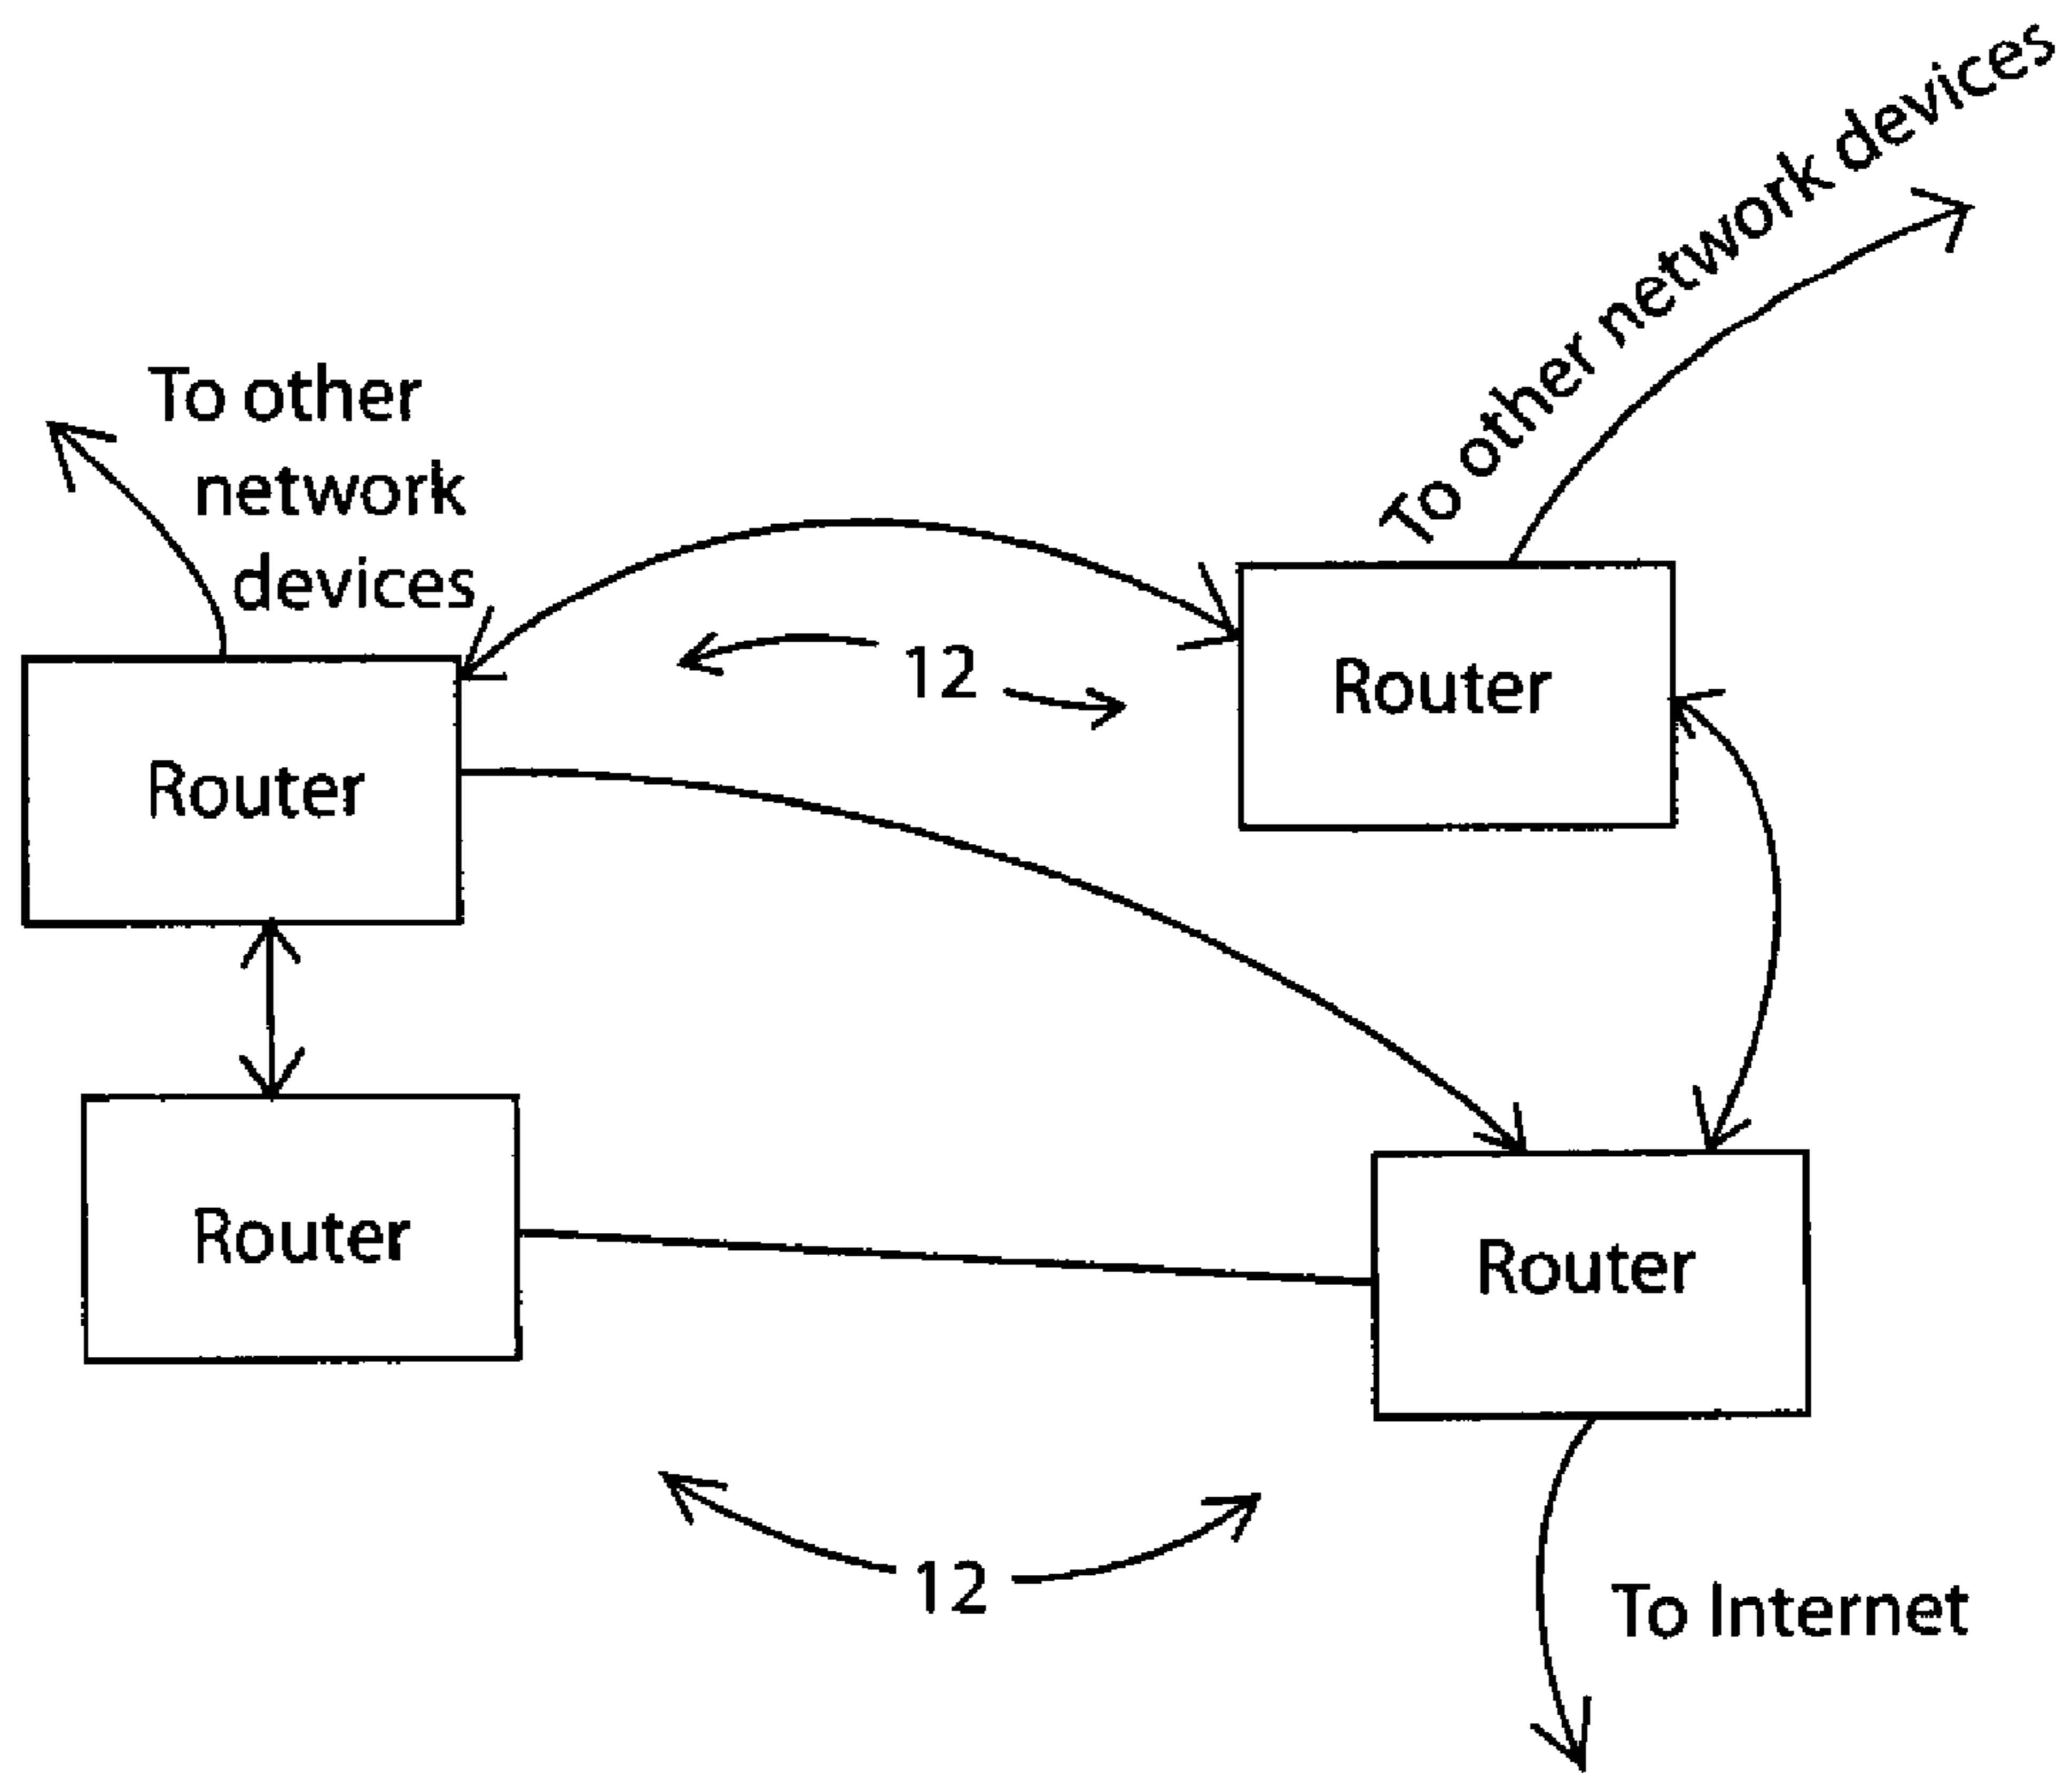 To other network devices
To other
network
devices
12
Router
Router
Router
Router
12
To Internet